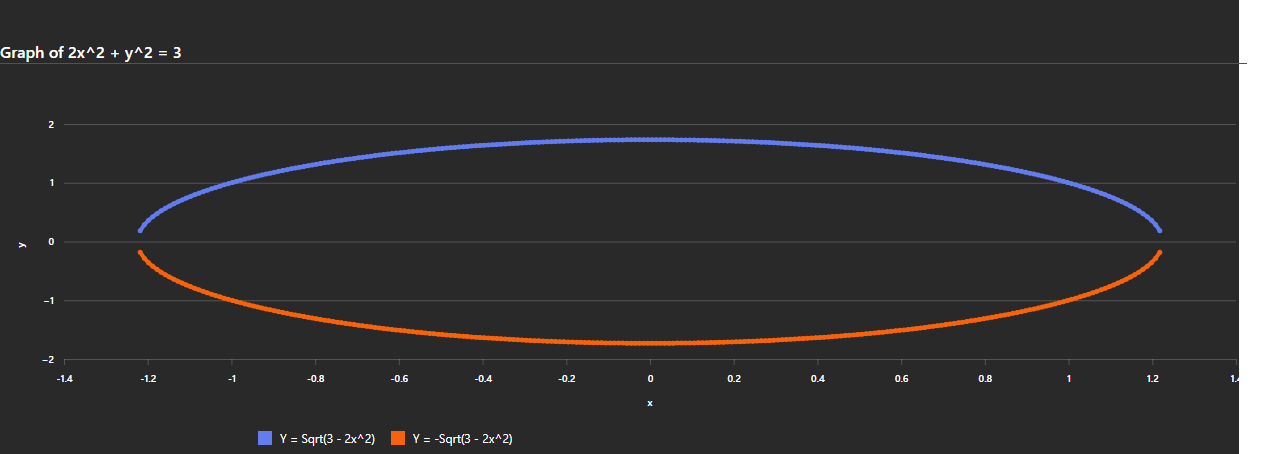 Graph of 2x^2 + y^2 = 3
2
1
0
y
−1
−2
-1.4 -1.2 -1 -0.8 -0.6 -0.4 -0.2 0 0.2 0.4 0.6 0.8 1 1.2 1.4
x
Y = Sqrt(3 - 2x^2) Y = -Sqrt(3 - 2x^2)